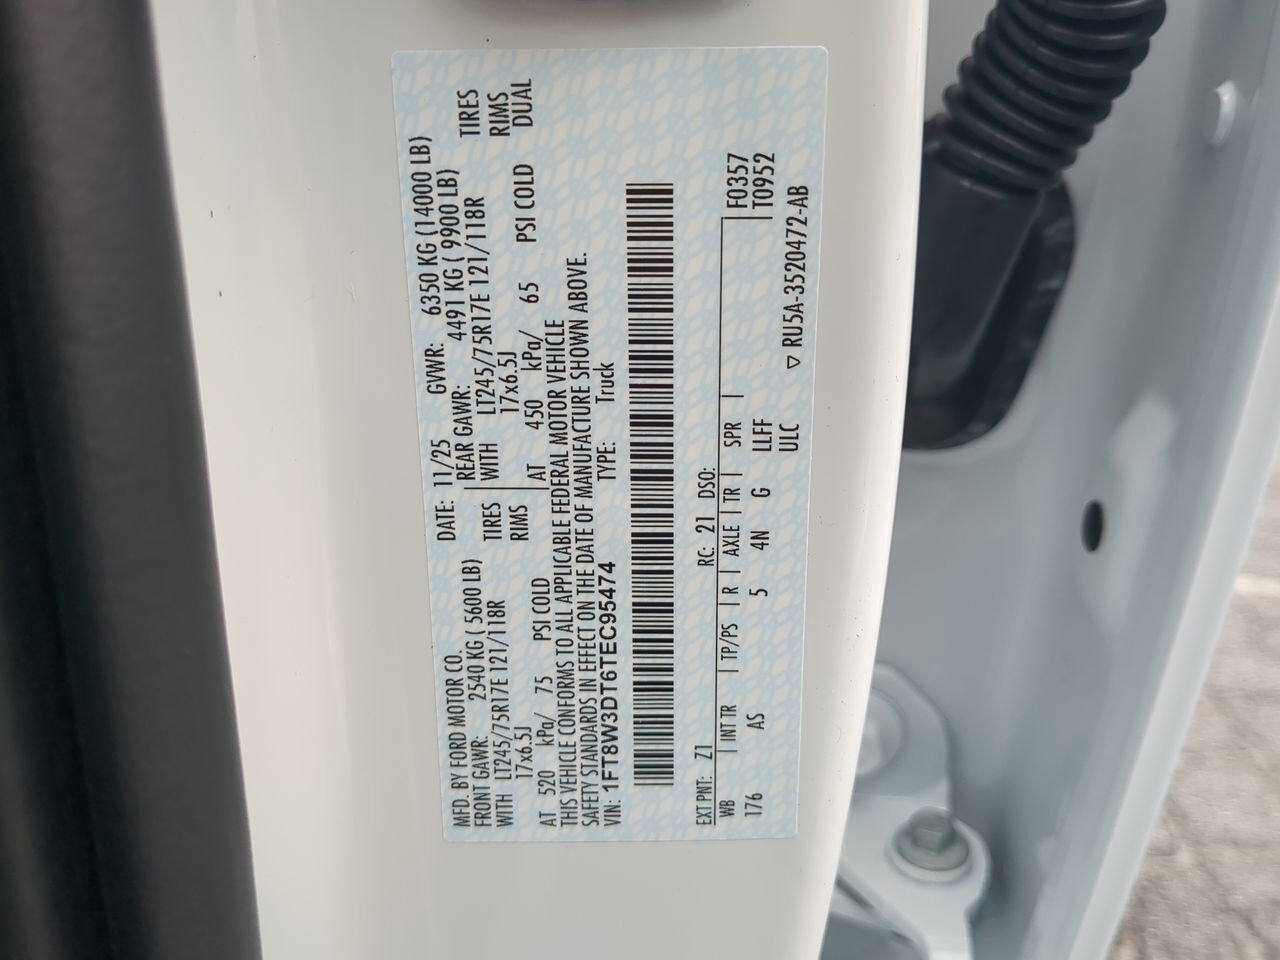 MFD. BY FORD MOTOR CO. DATE: 11/25 GVWR: 6350 KG (14000 LB)
FRONT GAWR: 2540 KG ( 5600 LB) REAR GAWR: 4491 KG ( 9900 LB)
WITH LT245/75R17E 121/118R TIRES WITH LT245/75R17E 121/118R TIRES
17x6.5J RIMS 17x6.5J RIMS
AT 520 kPa/ 75 PSI COLD AT 450 kPa/ 65 PSI COLD DUAL
THIS VEHICLE CONFORMS TO ALL APPLICABLE FEDERAL MOTOR VEHICLE
SAFETY STANDARDS IN EFFECT ON THE DATE OF MANUFACTURE SHOWN ABOVE.
VIN: 1FT8W3DT6TEC95474 TYPE: Truck
EXT PNT: Z1 RC: 21 DSO: F0357
WB | INT TR | TP/PS | R | AXLE | TR | SPR | T0952
176 AS 5 4N G LLFF
ULC
▽ RU5A-3520472-AB